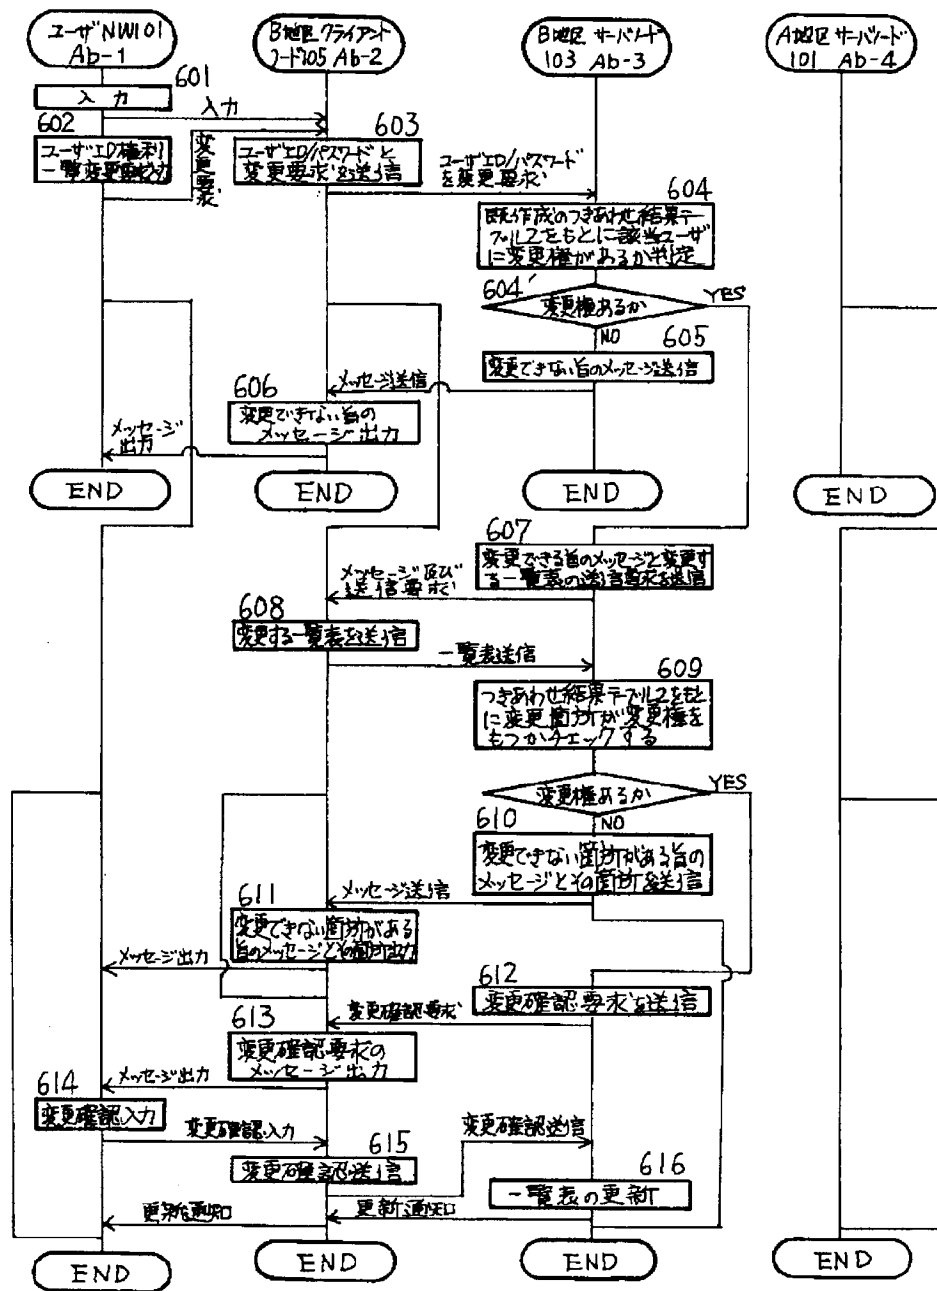 ユーザNW101
Ab-1
B地区クライアント
ノード105 Ab-2
B地区 サーバノード
103 Ab-3
A地区 サーバノード
101 Ab-4
601
入力
入力
602
ユーザID権利
一覧変更要求入力
変更要求
603
ユーザID/パスワードと
変更要求を送信
ユーザID/パスワード
を変更要求
604
既作成のつきあわせ結果テー
ブル2をもとに該当ユーザ
に変更権があるか判定
604'
変更権あるか
YES
NO
605
変更できない旨のメッセージ送信
メッセージ送信
606
変更できない旨の
メッセージ出力
メッセージ
出力
END
END
END
END
607
変更できる旨のメッセージと変更す
る一覧表の送信要求を送信
メッセージ及び
送信要求
608
変更する一覧表を送信
一覧表送信
609
つきあわせ結果テーブル2をもと
に変更箇所が変更権を
もつかチェックする
変更権あるか
YES
NO
610
変更できない箇所がある旨の
メッセージとその箇所を送信
メッセージ送信
611
変更できない箇所がある
旨のメッセージとその箇所出力
メッセージ出力
612
変更確認要求を送信
変更確認要求
613
変更確認要求の
メッセージ出力
メッセージ出力
614
変更確認入力
変更確認入力
615
変更確認送信
変更確認送信
616
一覧表の更新
更新通知
更新通知
END
END
END
END